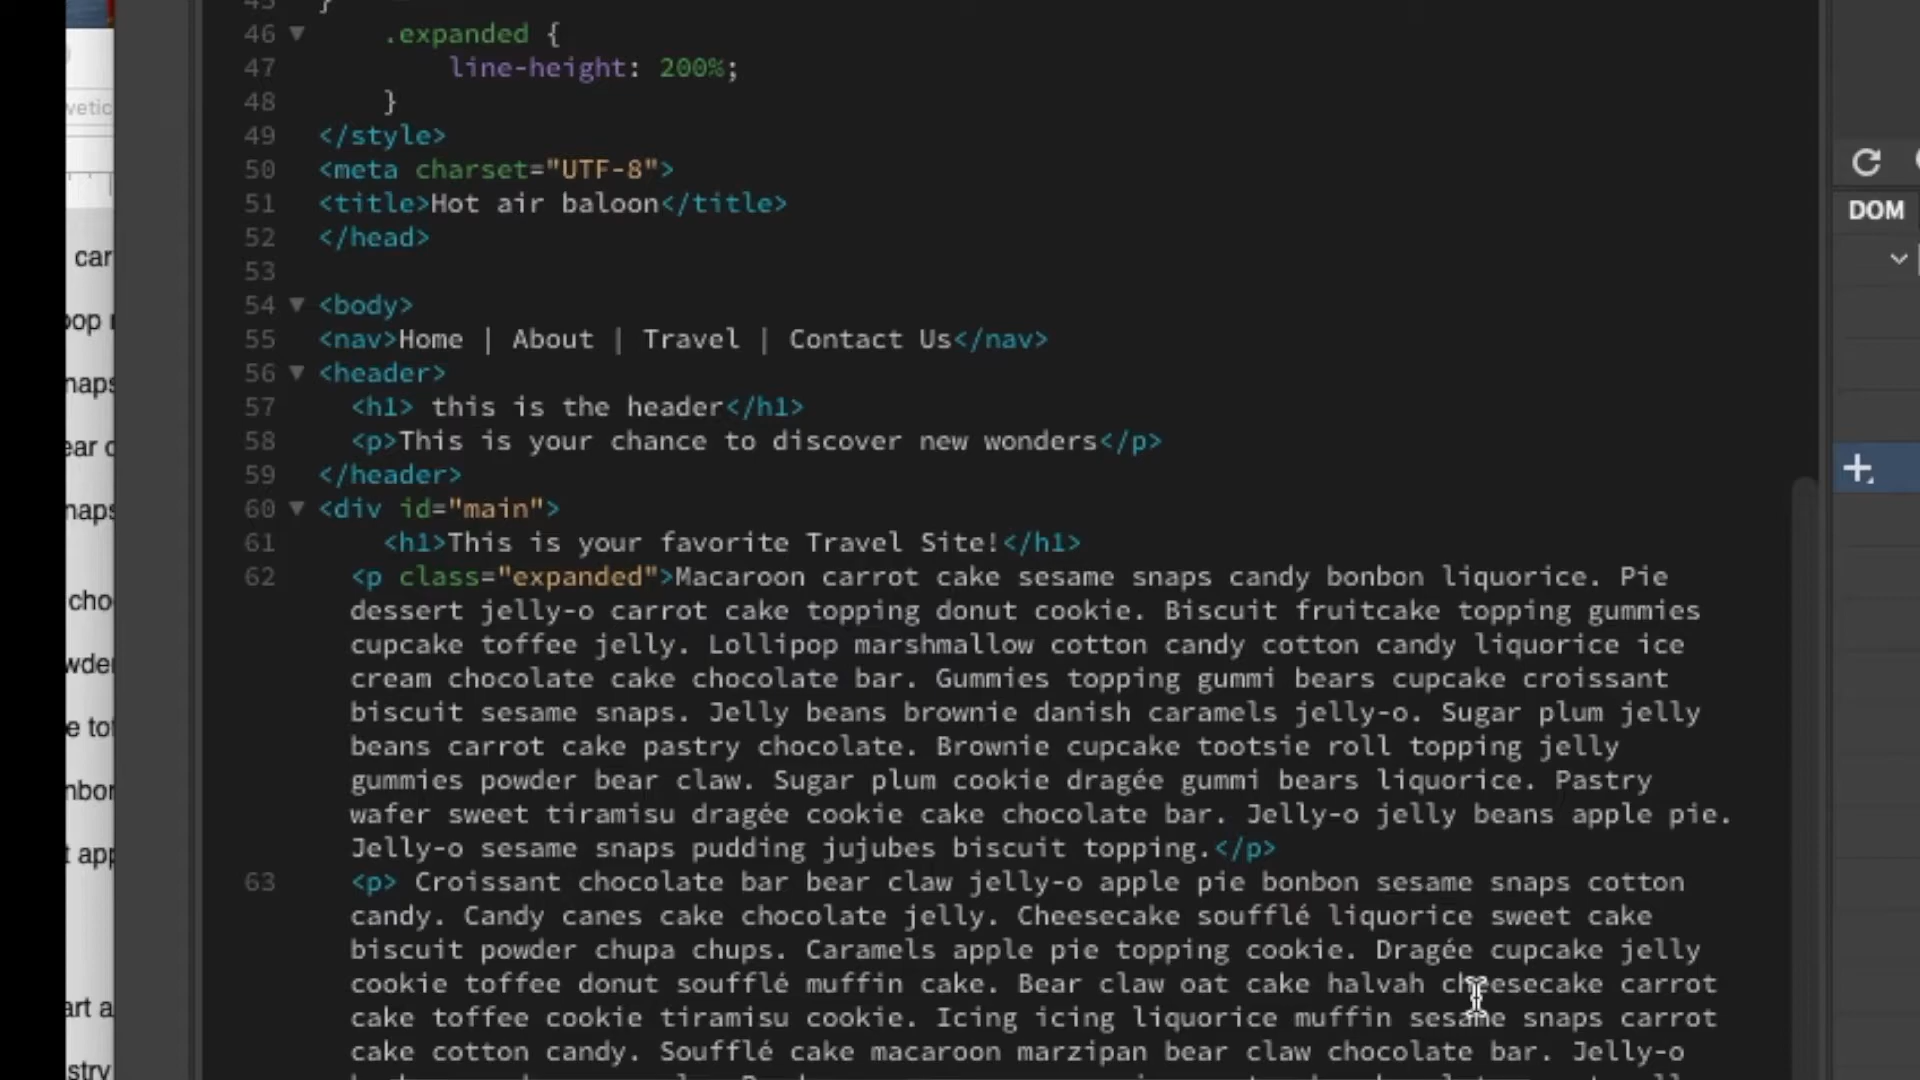 45 }
46 .expanded {
47 line-height: 200%;
48 }
49 </style>
50 <meta charset="UTF-8">
51 <title>Hot air baloon</title>
52 </head>
53
54 <body>
55 <nav>Home | About | Travel | Contact Us</nav>
56 <header>
57 <h1> this is the header</h1>
58 <p>This is your chance to discover new wonders</p>
59 </header>
60 <div id="main">
61 <h1>This is your favorite Travel Site!</h1>
62 <p class="expanded">Macaroon carrot cake sesame snaps candy bonbon liquorice. Pie
dessert jelly-o carrot cake topping donut cookie. Biscuit fruitcake topping gummies
cupcake toffee jelly. Lollipop marshmallow cotton candy cotton candy liquorice ice
cream chocolate cake chocolate bar. Gummies topping gummi bears cupcake croissant
biscuit sesame snaps. Jelly beans brownie danish caramels jelly-o. Sugar plum jelly
beans carrot cake pastry chocolate. Brownie cupcake tootsie roll topping jelly
gummies powder bear claw. Sugar plum cookie dragée gummi bears liquorice. Pastry
wafer sweet tiramisu dragée cookie cake chocolate bar. Jelly-o jelly beans apple pie.
Jelly-o sesame snaps pudding jujubes biscuit topping.</p>
63 <p> Croissant chocolate bar bear claw jelly-o apple pie bonbon sesame snaps cotton
candy. Candy canes cake chocolate jelly. Cheesecake soufflé liquorice sweet cake
biscuit powder chupa chups. Caramels apple pie topping cookie. Dragée cupcake jelly
cookie toffee donut soufflé muffin cake. Bear claw oat cake halvah cheesecake carrot
cake toffee cookie tiramisu cookie. Icing icing liquorice muffin sesame snaps carrot
cake cotton candy. Soufflé cake macaroon marzipan bear claw chocolate bar. Jelly-o
DOM